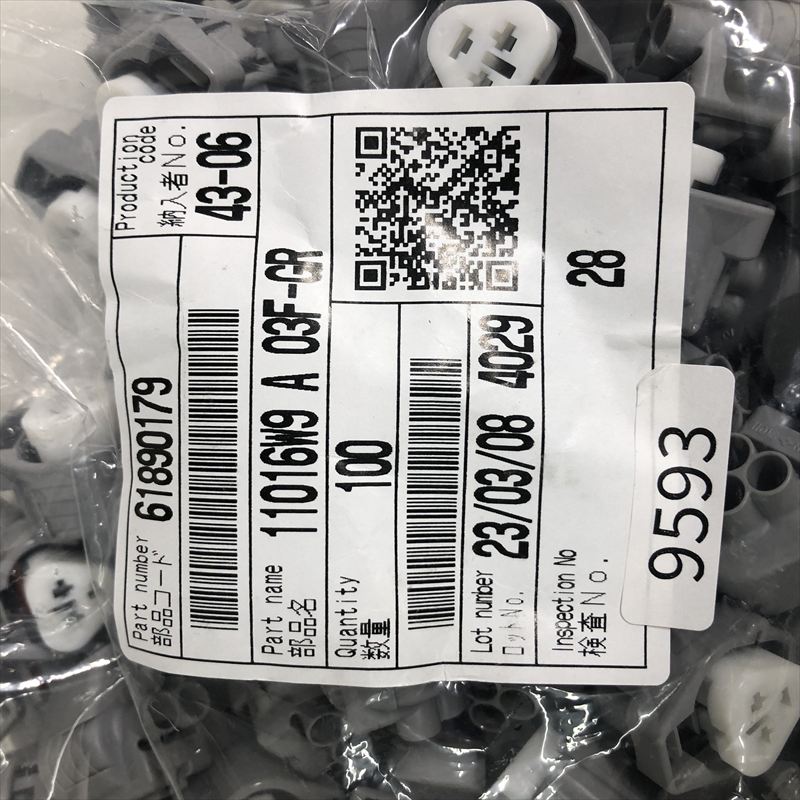 Part number
部品コード
61890179
Production
code
納入者No.
43-06
Part name
部品名
11016W9 A 03F-GR
Quantity
数量
100
Lot number
ロットNo.
23/03/08 4029
Inspection No
検査No.
28
9593